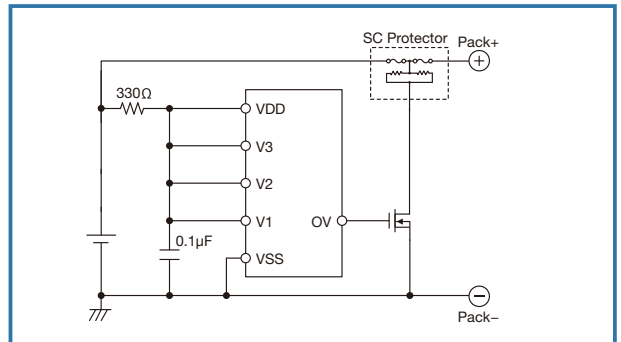 SC Protector
Pack+
330Ω
VDD
V3
V2
V1
OV
0.1μF
VSS
Pack−